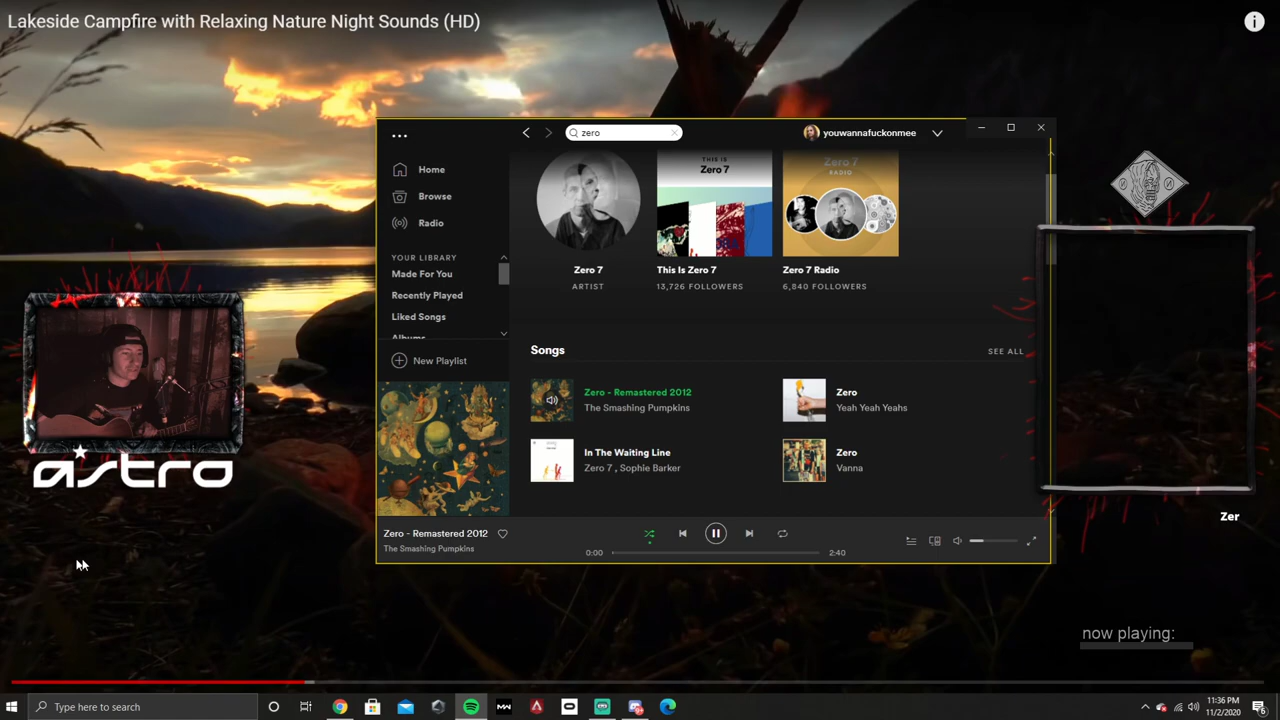 Lakeside Campfire with Relaxing Nature Night Sounds (HD)
zero
youwannafuckonmee
Home
Browse
Radio
YOUR LIBRARY
Made For You
Recently Played
Liked Songs
Albums
New Playlist
THIS IS
Zero 7
Zero 7
RADIO
Zero 7
ARTIST
This Is Zero 7
13,726 FOLLOWERS
Zero 7 Radio
6,840 FOLLOWERS
Songs
SEE ALL
Zero - Remastered 2012
The Smashing Pumpkins
Zero
Yeah Yeah Yeahs
In The Waiting Line
Zero 7 , Sophie Barker
Zero
Vanna
Zero - Remastered 2012
The Smashing Pumpkins
0:00
2:40
astro
Zer
now playing:
Type here to search
MW
11:36 PM
11/2/2020
6